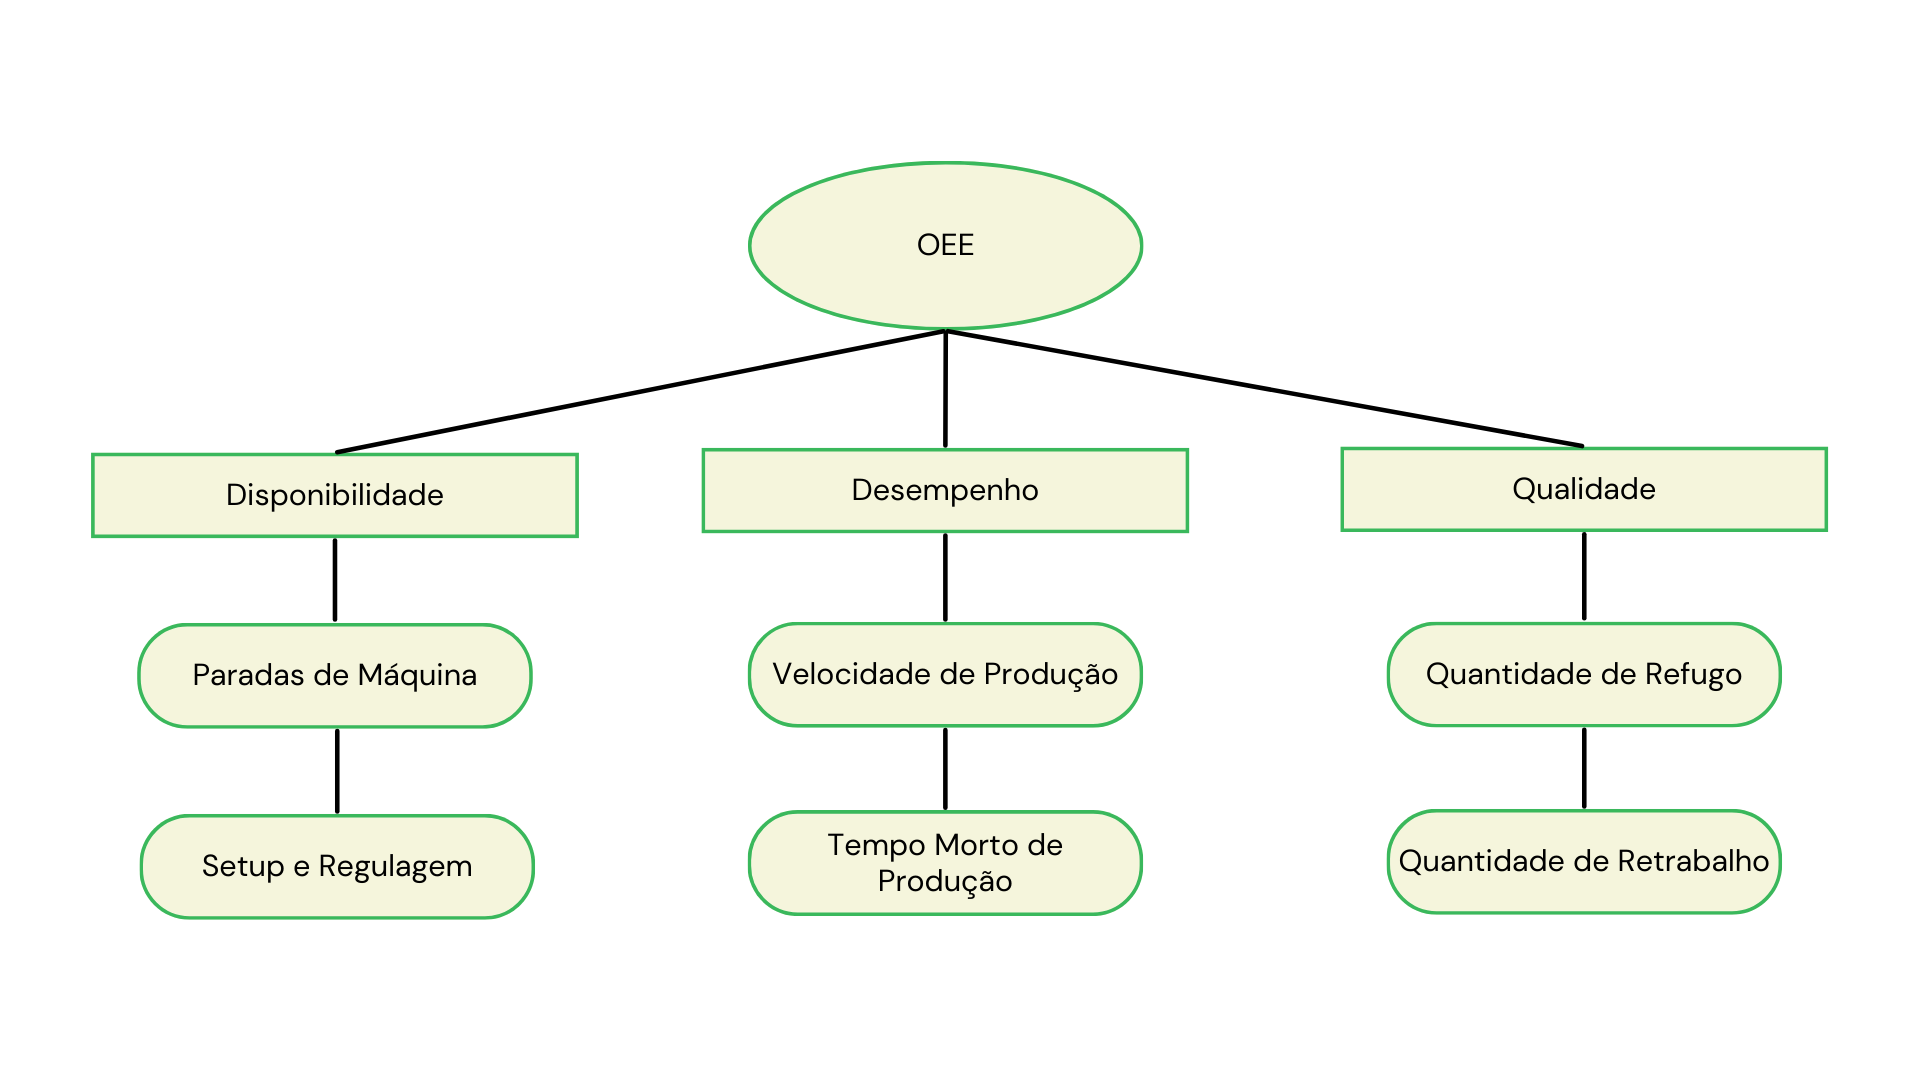 OEE
Disponibilidade
Desempenho
Qualidade
Paradas de Máquina
Velocidade de Produção
Quantidade de Refugo
Setup e Regulagem
Tempo Morto de
Produção
Quantidade de Retrabalho